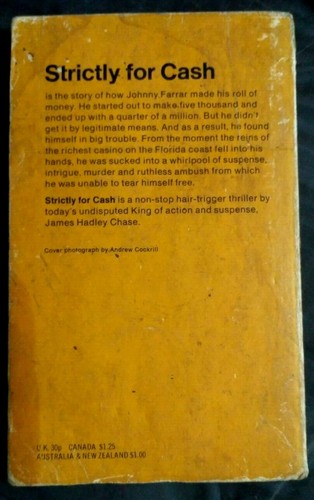 Strictly for Cash
is the story of how Johnny Farrar made his roll of
money. He started out to make five thousand and
ended up with a quarter of a million. But he didn't
get it by legitimate means. And as a result, he found
himself in big trouble. From the moment the reins of
the richest casino on the Florida coast fell into his
hands, he was sucked into a whirlpool of suspense,
intrigue, murder and ruthless ambush from which
he was unable to tear himself free.
Strictly for Cash is a non-stop hair-trigger thriller by
today's undisputed King of action and suspense,
James Hadley Chase.
Cover photograph by Andrew Cockrill
U.K. 30p CANADA $1.25
AUSTRALIA & NEW ZEALAND $1.00